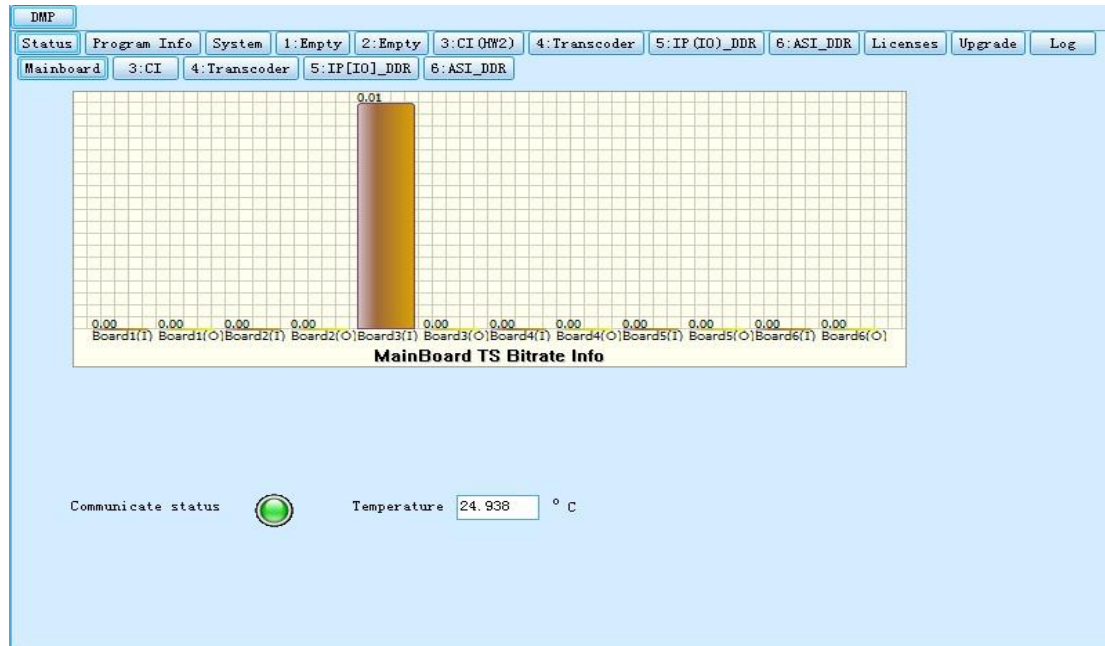 DMP
Status Program Info System 1:Empty 2:Empty 3:CI(HW2) 4:Transcoder 5:IP(IO)_DDR 6:ASI_DDR Licenses Upgrade Log
Mainboard 3:CI 4:Transcoder 5:IP[IO]_DDR 6:ASI_DDR
0.01
0.00 0.00 0.00 0.00 0.00 0.00 0.00 0.00 0.00 0.00 0.00
Board1(I) Board1(O) Board2(I) Board2(O) Board3(I) Board3(O) Board4(I) Board4(O) Board5(I) Board5(O) Board6(I) Board6(O)
MainBoard TS Bitrate Info
Communicate status Temperature 24.938 ° C